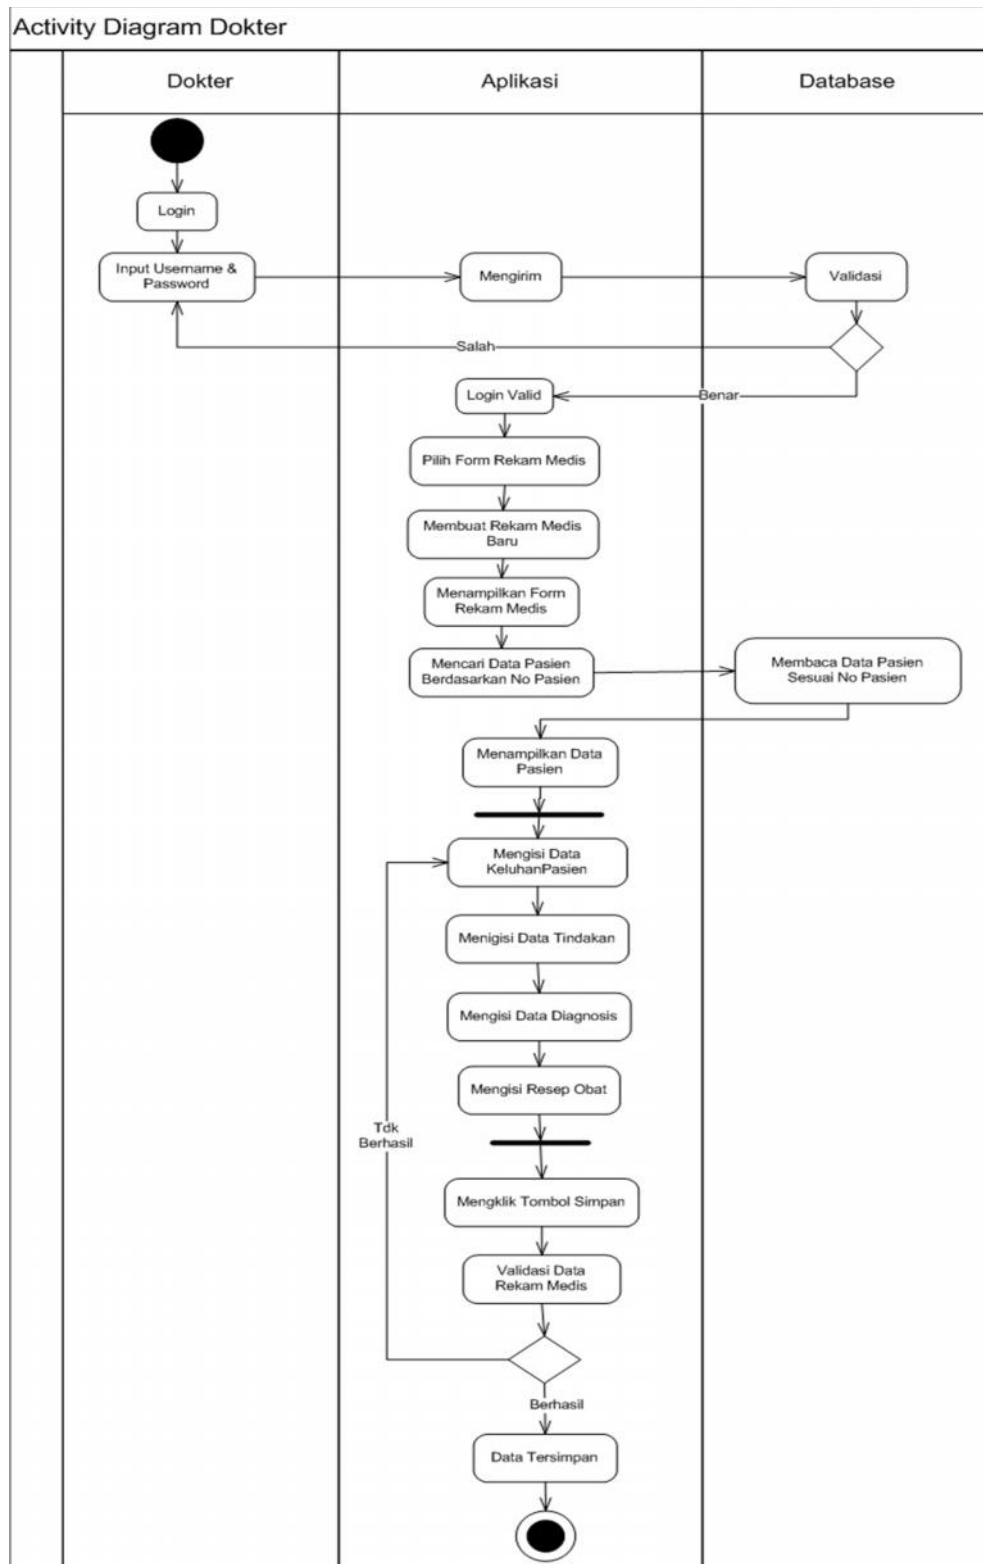 Activity Diagram Dokter
Dokter
Aplikasi
Database
Login
Input Username &
Password
Mengirim
Validasi
Salah
Login Valid
Benar
Pilih Form Rekam Medis
Membuat Rekam Medis
Baru
Menampilkan Form
Rekam Medis
Mencari Data Pasien
Berdasarkan No Pasien
Membaca Data Pasien
Sesuai No Pasien
Menampilkan Data
Pasien
Mengisi Data
KeluhanPasien
Menigisi Data Tindakan
Mengisi Data Diagnosis
Mengisi Resep Obat
Tdk
Berhasil
Mengklik Tombol Simpan
Validasi Data
Rekam Medis
Berhasil
Data Tersimpan